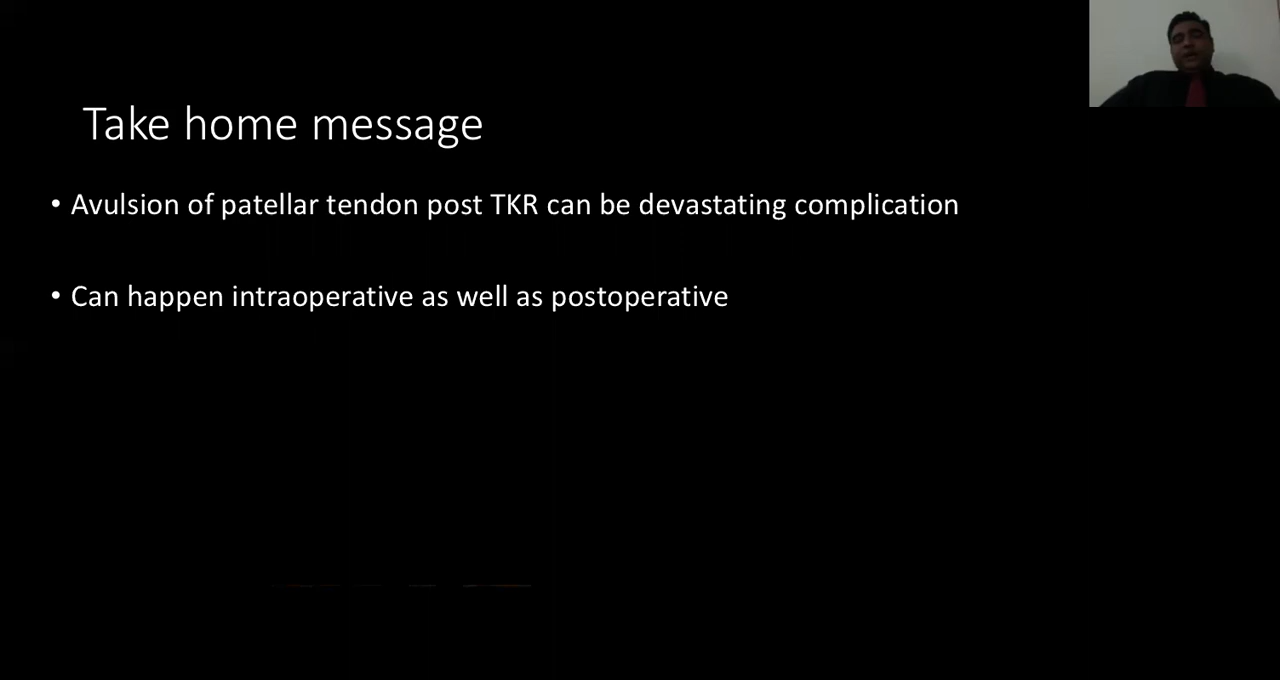 Take home message
• Avulsion of patellar tendon post TKR can be devastating complication
• Can happen intraoperative as well as postoperative